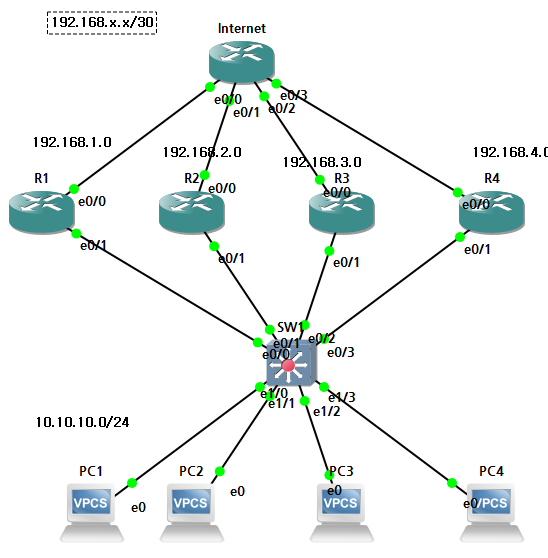 Internet
192.168.x.x/30
e0/3
e0/0
e0/1
e0/2
192.168.1.0
192.168.2.0
192.168.3.0
192.168.4.0
R1
R2
R3
R4
e0/0
e0/0
e0/0
e0/0
e0/1
e0/1
e0/1
e0/1
SW1
e0/1
e0/2
e0/0
e0/3
e1/0
e1/1
e1/2
e1/3
10.10.10.0/24
PC1
PC2
PC3
PC4
VPCS
VPCS
VPCS
VPCS
e0
e0
e0
e0